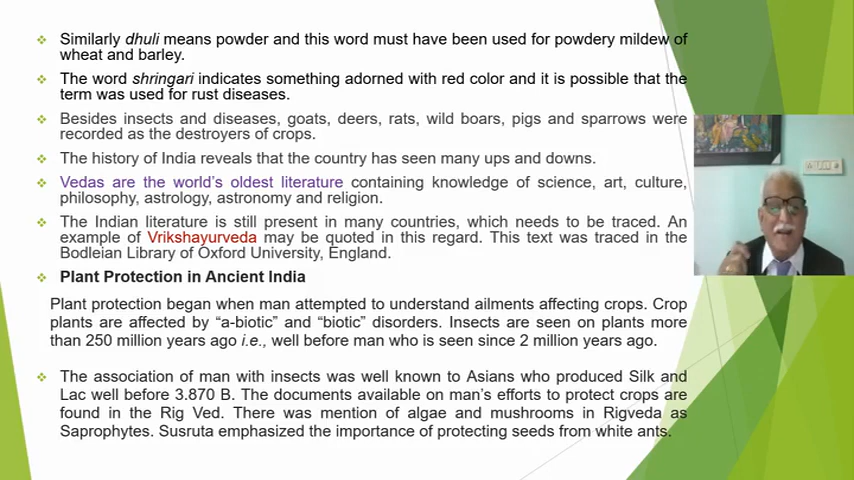 Similarly dhuli means powder and this word must have been used for powdery mildew of
wheat and barley.
The word shringari indicates something adorned with red color and it is possible that the
term was used for rust diseases.
Besides insects and diseases, goats, deers, rats, wild boars, pigs and sparrows were
recorded as the destroyers of crops.
The history of India reveals that the country has seen many ups and downs.
Vedas are the world's oldest literature containing knowledge of science, art, culture,
philosophy, astrology, astronomy and religion.
The Indian literature is still present in many countries, which needs to be traced. An
example of Vrikshayurveda may be quoted in this regard. This text was traced in the
Bodleian Library of Oxford University, England.
Plant Protection in Ancient India
Plant protection began when man attempted to understand ailments affecting crops. Crop
plants are affected by “a-biotic” and “biotic” disorders. Insects are seen on plants more
than 250 million years ago i.e., well before man who is seen since 2 million years ago.
The association of man with insects was well known to Asians who produced Silk and
Lac well before 3.870 B. The documents available on man's efforts to protect crops are
found in the Rig Ved. There was mention of algae and mushrooms in Rigveda as
Saprophytes. Susruta emphasized the importance of protecting seeds from white ants.